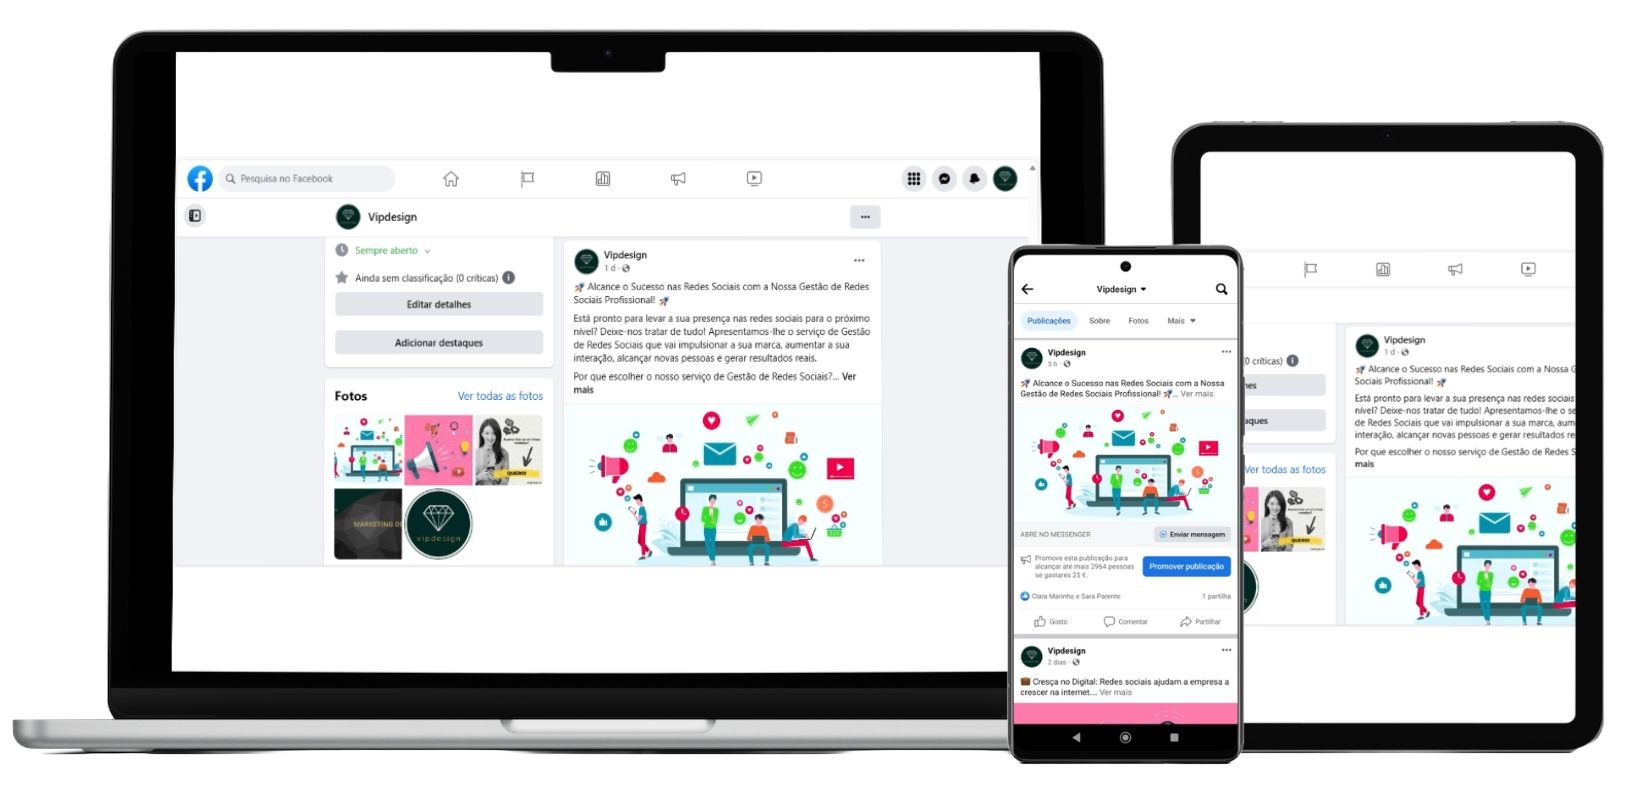 Pesquisa no Facebook
Vipdesign
Sempre aberto
Ainda sem classificação (0 críticas)
Editar detalhes
Adicionar destaques
Fotos
Ver todas as fotos
MARKETING DI
vipdesign
QUERO!
Vipdesign
1 d ·
🚀 Alcance o Sucesso nas Redes Sociais com a Nossa Gestão de Redes
Sociais Profissional! 🚀
Está pronto para levar a sua presença nas redes sociais para o próximo
nível? Deixe-nos tratar de tudo! Apresentamos-lhe o serviço de Gestão
de Redes Sociais que vai impulsionar a sua marca, aumentar a sua
interação, alcançar novas pessoas e gerar resultados reais.
Por que escolher o nosso serviço de Gestão de Redes Sociais?... Ver
mais
Vipdesign
Publicações
Sobre
Fotos
Mais
Vipdesign
5 h ·
🚀 Alcance o Sucesso nas Redes Sociais com a Nossa
Gestão de Redes Sociais Profissional! 🚀... Ver mais
ABRE NO MESSENGER
Enviar mensagem
Promove esta publicação para
alcançar até mais 2964 pessoas
se gastares 25 €.
Promover publicação
Clara Marinho e Sara Parente
1 partilha
Gosto
Comentar
Partilhar
Vipdesign
2 dias ·
💼 Cresça no Digital: Redes sociais ajudam a empresa a
crescer na internet... Ver mais
0 críticas)
hes
aques
Ver todas as fotos
QUERO!
Vipdesign
1 d ·
🚀 Alcance o Sucesso nas Redes Sociais com a Nossa G
Sociais Profissional! 🚀
Está pronto para levar a sua presença nas redes sociais
nível? Deixe-nos tratar de tudo! Apresentamos-lhe o se
de Redes Sociais que vai impulsionar a sua marca, aum
interação, alcançar novas pessoas e gerar resultados re
Por que escolher o nosso serviço de Gestão de Redes S
mais